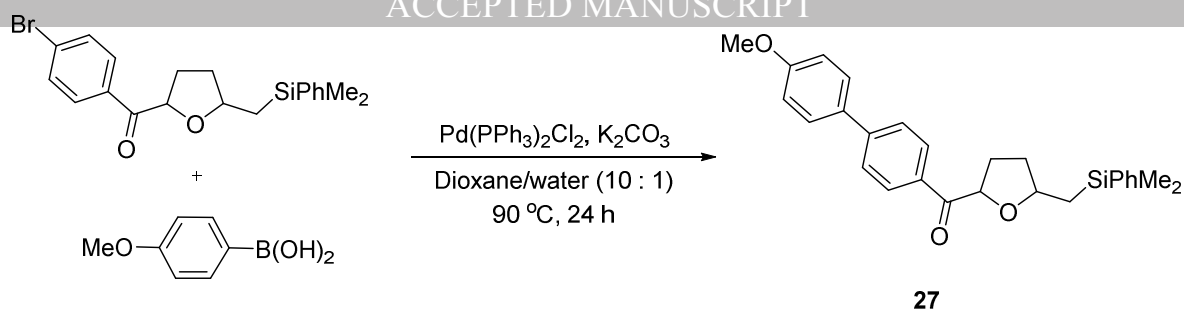 ACCEPTED MANUSCRIPT
Br
SiPhMe2
O
O
+
MeO
B(OH)2
Pd(PPh3)2Cl2, K2CO3
Dioxane/water (10 : 1)
90 °C, 24 h
MeO
SiPhMe2
O
O
27